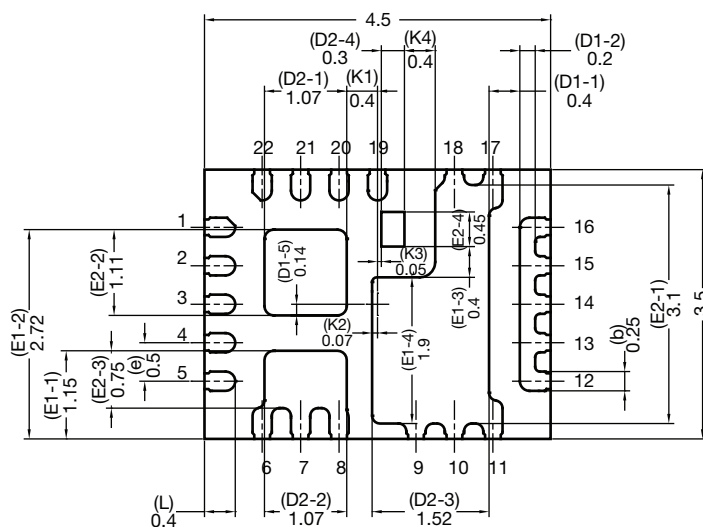 4.5
(D2-4)
0.3
(K4)
0.4
(D1-2)
0.2
(D2-1)
1.07
(K1)
0.4
(D1-1)
0.4
22
21
20
19
18
17
1
2
3
4
5
16
15
14
13
12
(E1-2)
2.72
(E2-2)
1.11
(E1-1)
1.15
(E2-3)
0.75
(e)
0.5
(D1-5)
0.14
(K2)
0.07
(K3)
0.05
(E2-4)
0.45
(E1-3)
0.4
(E1-4)
1.9
(b)
0.25
(E2-1)
3.1
3.5
6
7
8
9
10
11
(L)
0.4
(D2-2)
1.07
(D2-3)
1.52